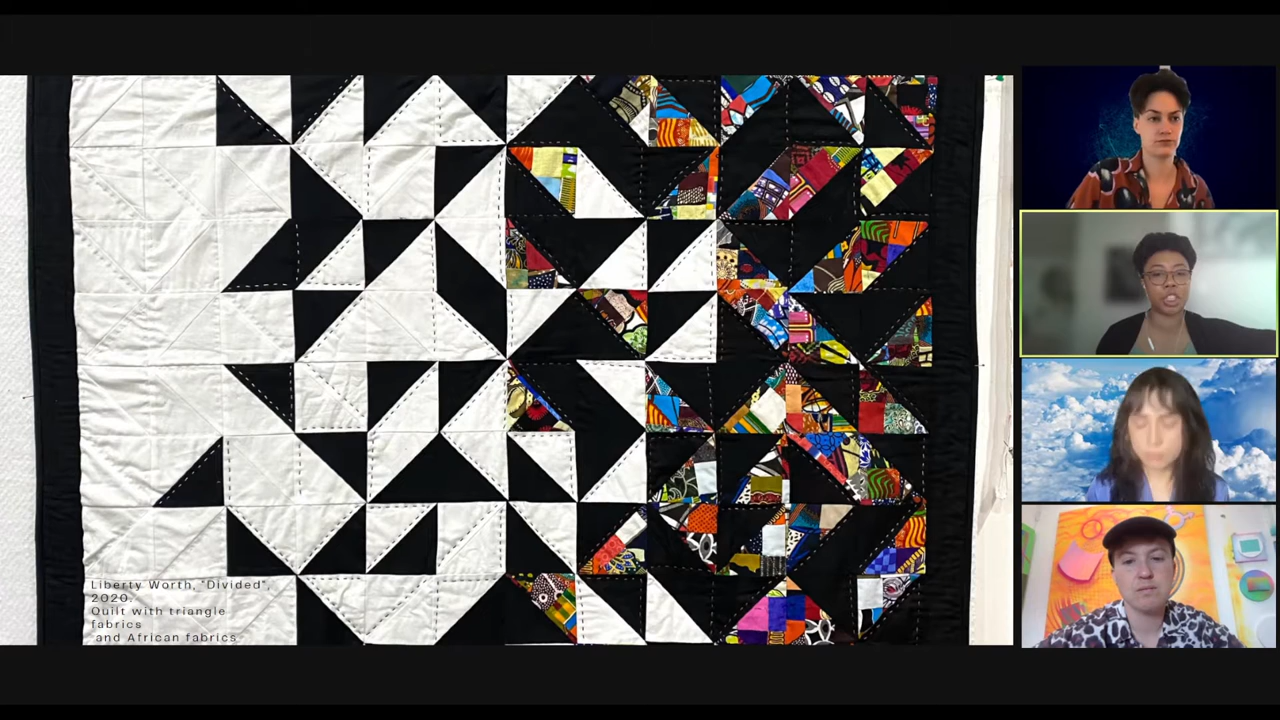 Liberty Worth, "Divided",
2020.
Quilt with triangle
fabrics
and African fabrics